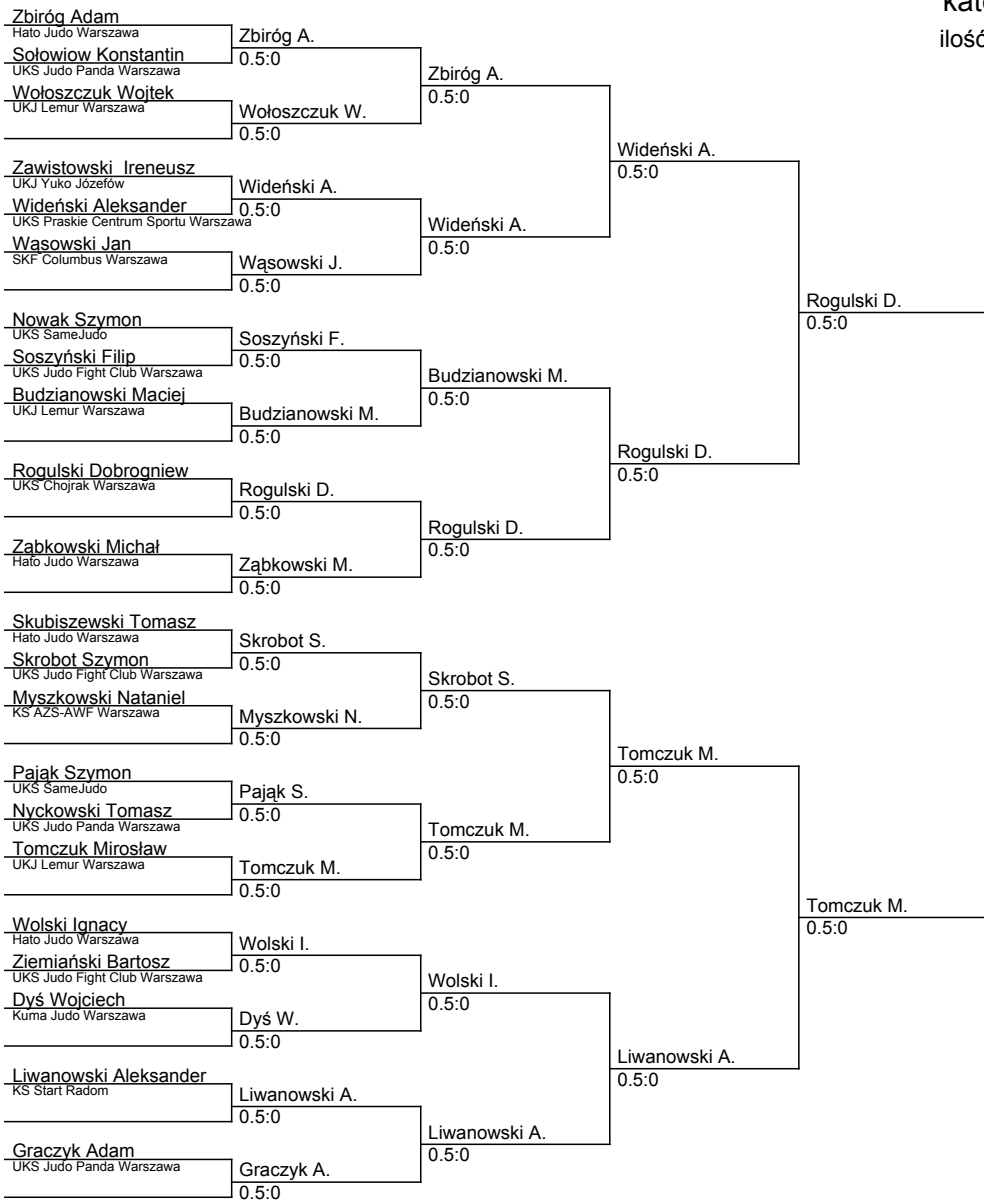 kate
ilość
Zbiróg Adam
Hato Judo Warszawa
Sołowiow Konstantin
UKS Judo Panda Warszawa
Wołoszczuk Wojtek
UKJ Lemur Warszawa
Zawistowski Ireneusz
UKJ Yuko Józefów
Wideński Aleksander
UKS Praskie Centrum Sportu Warszawa
Wąsowski Jan
SKF Columbus Warszawa
Nowak Szymon
UKS SameJudo
Soszyński Filip
UKS Judo Fight Club Warszawa
Budzianowski Maciej
UKJ Lemur Warszawa
Rogulski Dobrogniew
UKS Chojrak Warszawa
Ząbkowski Michał
Hato Judo Warszawa
Skubiszewski Tomasz
Hato Judo Warszawa
Skrobot Szymon
UKS Judo Fight Club Warszawa
Myszkowski Nataniel
KS AZS-AWF Warszawa
Pająk Szymon
UKS SameJudo
Nyckowski Tomasz
UKS Judo Panda Warszawa
Tomczuk Mirosław
UKJ Lemur Warszawa
Wolski Ignacy
Hato Judo Warszawa
Ziemiański Bartosz
UKS Judo Fight Club Warszawa
Dyś Wojciech
Kuma Judo Warszawa
Liwanowski Aleksander
KS Start Radom
Graczyk Adam
UKS Judo Panda Warszawa
Zbiróg A.
0.5:0
Wołoszczuk W.
0.5:0
Wideński A.
0.5:0
Wąsowski J.
0.5:0
Soszyński F.
0.5:0
Budzianowski M.
0.5:0
Rogulski D.
0.5:0
Ząbkowski M.
0.5:0
Skrobot S.
0.5:0
Myszkowski N.
0.5:0
Pająk S.
0.5:0
Tomczuk M.
0.5:0
Wolski I.
0.5:0
Dyś W.
0.5:0
Liwanowski A.
0.5:0
Graczyk A.
0.5:0
Zbiróg A.
0.5:0
Wideński A.
0.5:0
Budzianowski M.
0.5:0
Rogulski D.
0.5:0
Skrobot S.
0.5:0
Tomczuk M.
0.5:0
Wolski I.
0.5:0
Liwanowski A.
0.5:0
Wideński A.
0.5:0
Rogulski D.
0.5:0
Tomczuk M.
0.5:0
Liwanowski A.
0.5:0
Rogulski D.
0.5:0
Tomczuk M.
0.5:0